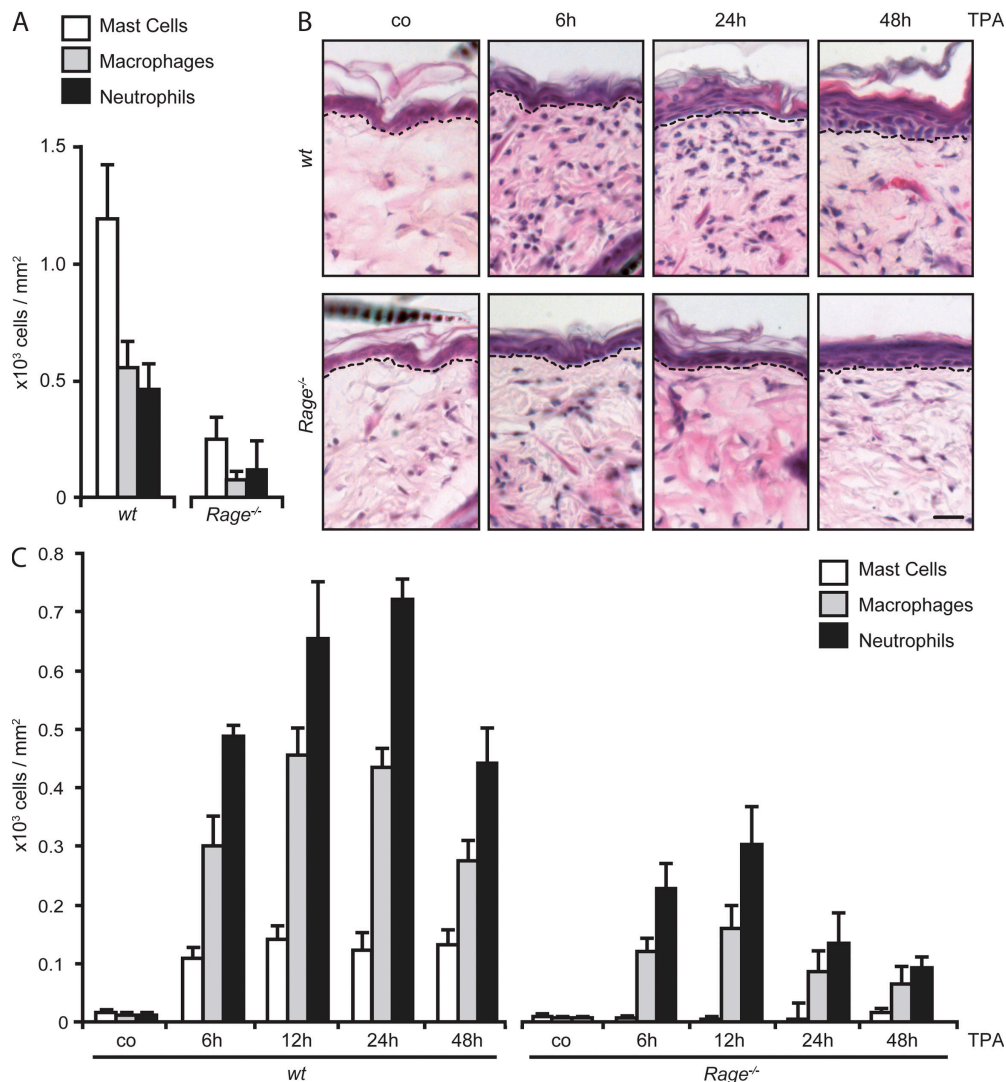 A
Mast Cells
Macrophages
Neutrophils
1.5
1.0
0.5
0
x10³ cells / mm²
wt
Rage-/-
B
co 6h 24h 48h TPA
wt
Rage-/-
C
0.8
0.7
0.6
0.5
0.4
0.3
0.2
0.1
0
x10³ cells / mm²
Mast Cells
Macrophages
Neutrophils
co 6h 12h 24h 48h co 6h 12h 24h 48h TPA
wt Rage-/-